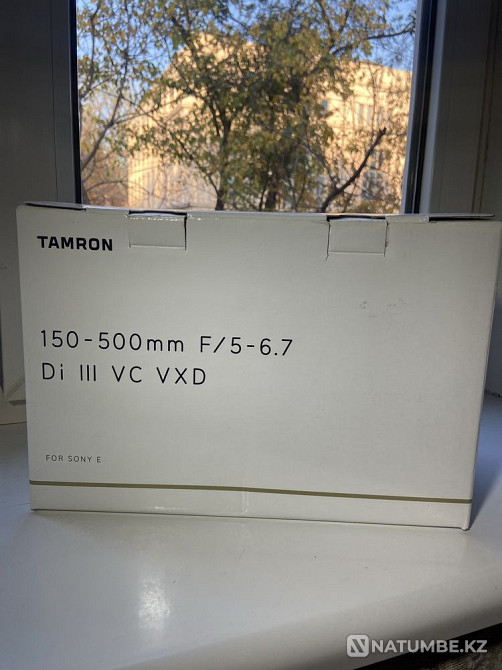 TAMRON
150-500mm F/5-6.7
Di III VC VXD
FOR SONY E
NATUMBE.KZ